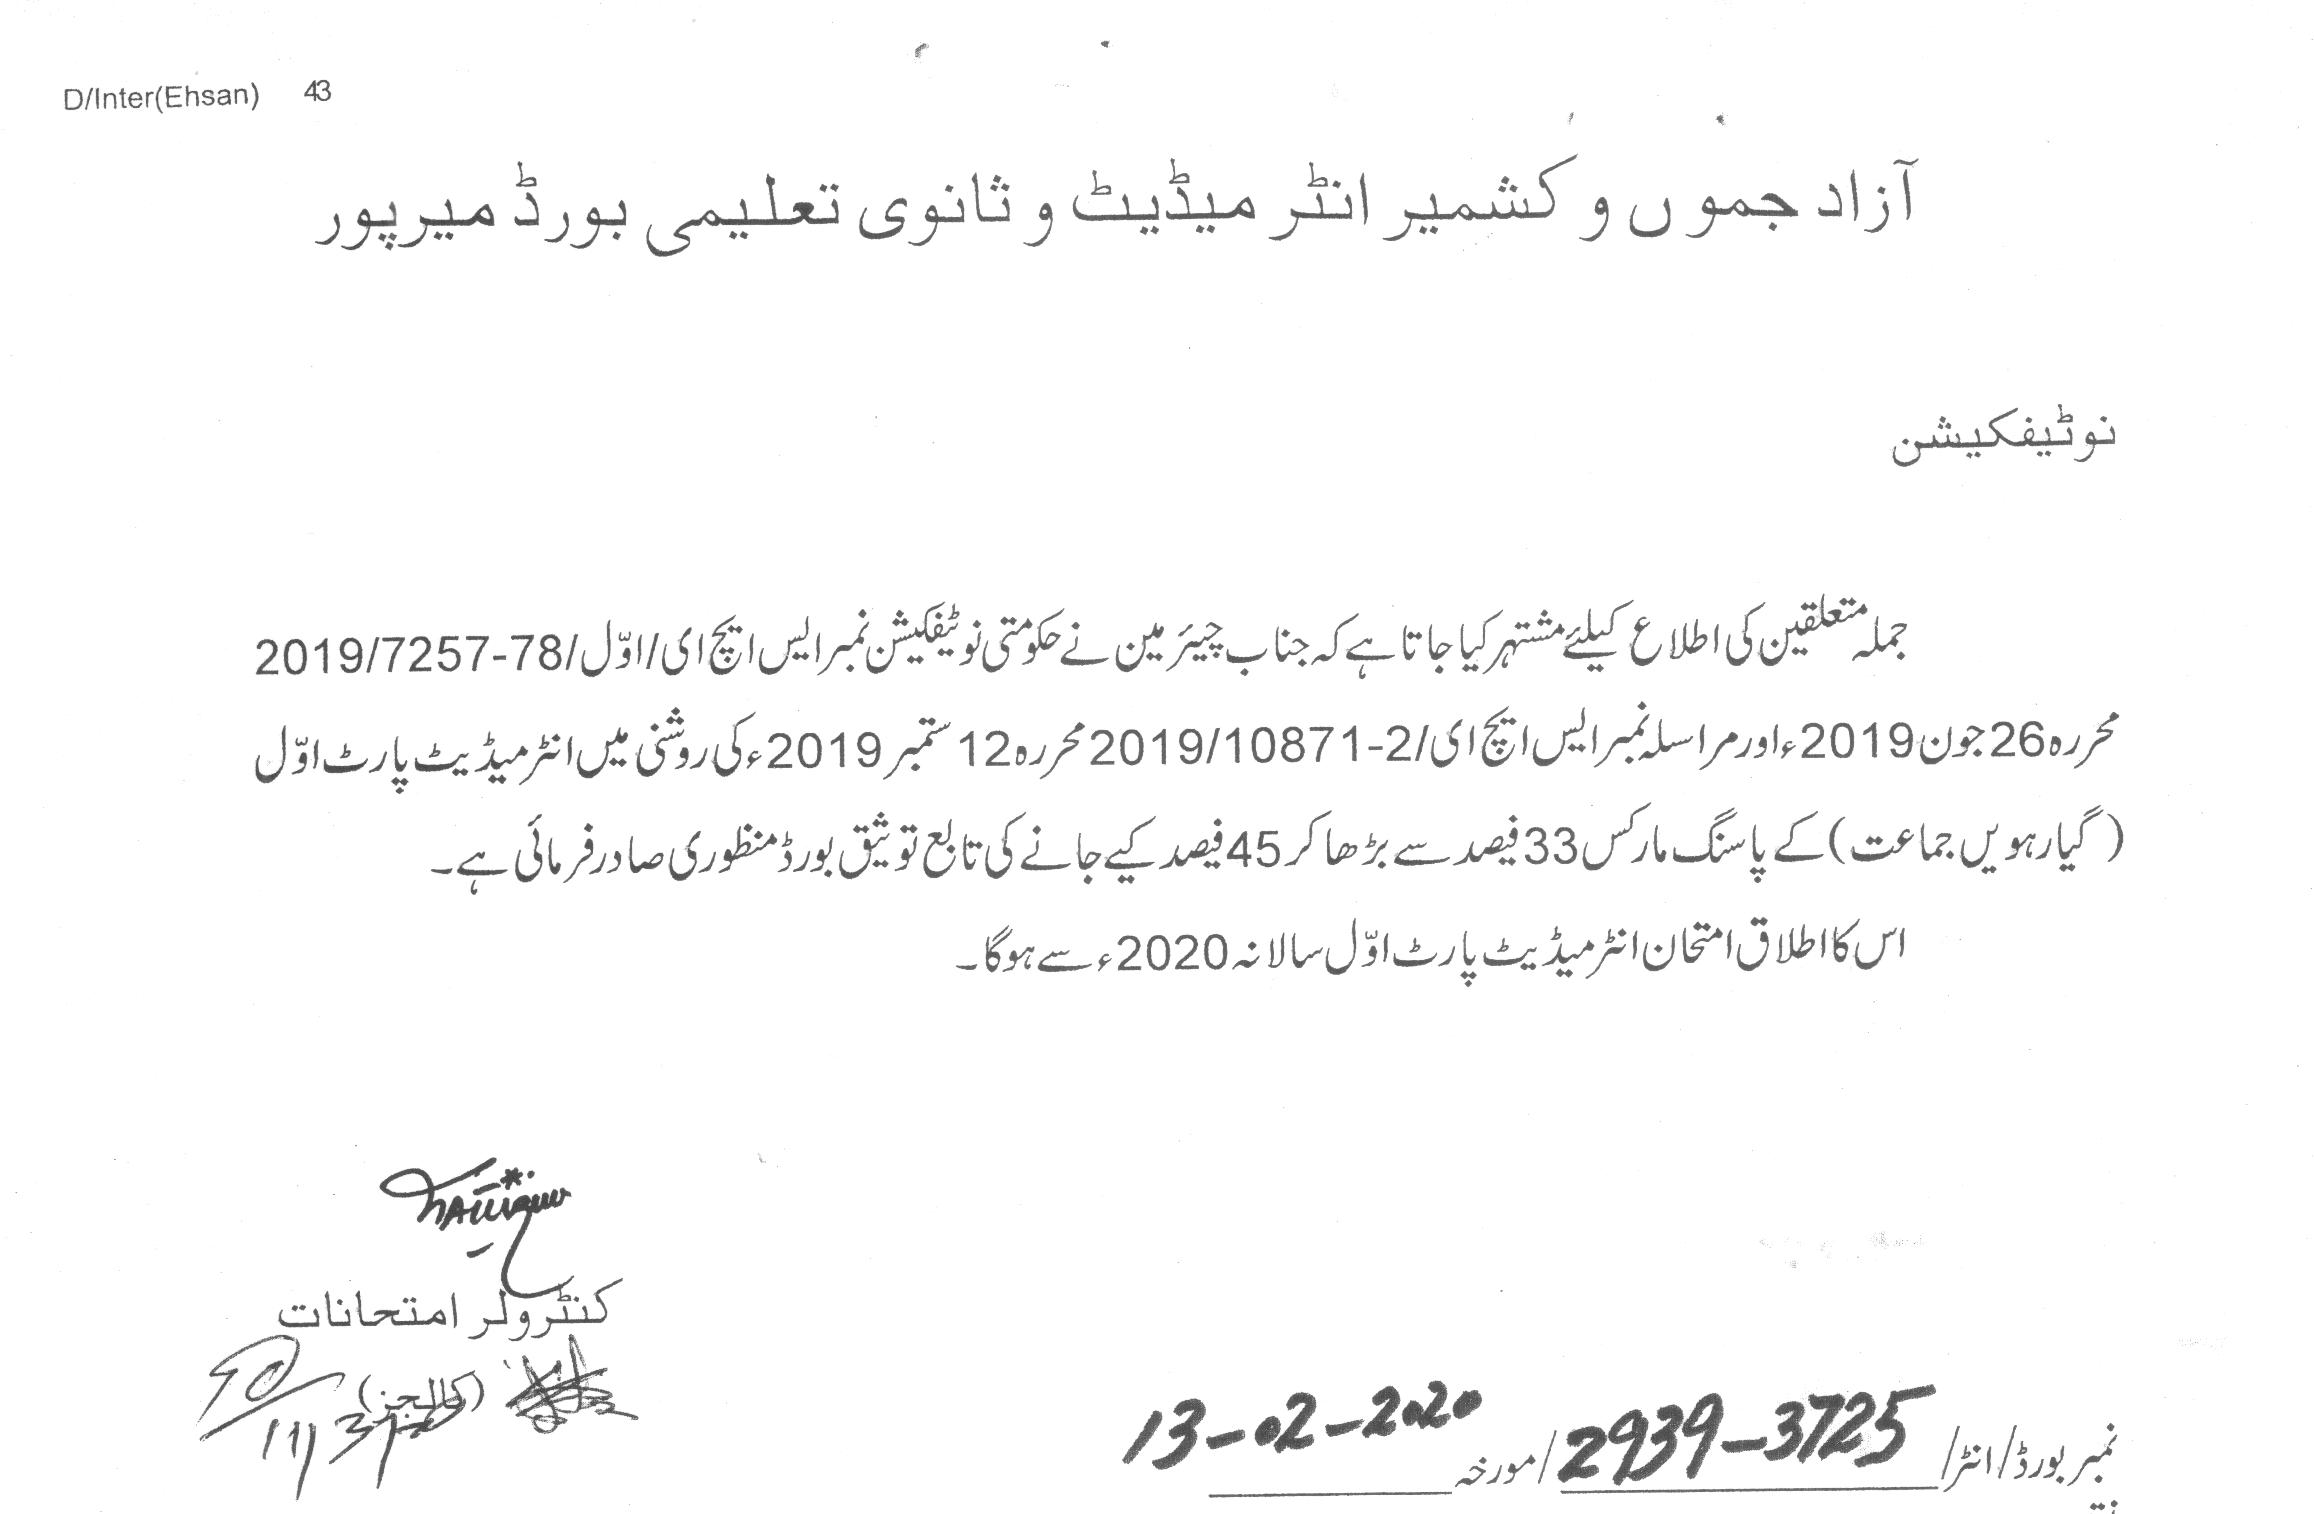 D/Inter(Ehsan) 43
آزاد جموں و کشمیر انٹر میڈیٹ و ثانوی تعلیمی بورڈ میرپور
نوٹیفکیشن
جملہ متعلقین کی اطلاع کیلئے مشتہر کیا جاتا ہے کہ جناب چیئرمین نے حکومتی نوٹیفکیشن نمبر ایس ایچ ای/اوّل/2019/7257-78
محررہ 26 جون 2019ء اور مراسلہ نمبر ایس ایچ ای/2019/10871-2 محررہ 12 ستمبر 2019ء کی روشنی میں انٹر میڈیٹ پارٹ اوّل
(گیارہویں جماعت) کے پاسنگ مارکس 33 فیصد سے بڑھا کر 45 فیصد کیے جانے کی تابع توثیق بورڈ منظوری صادر فرمائی ہے۔
اس کا اطلاق امتحان انٹر میڈیٹ پارٹ اوّل سالانہ 2020ء سے ہوگا۔
کنٹرولر امتحانات
(کالجز)
نمبر بورڈ/انٹر/ 2939-3725 /مورخہ 13-02-2020